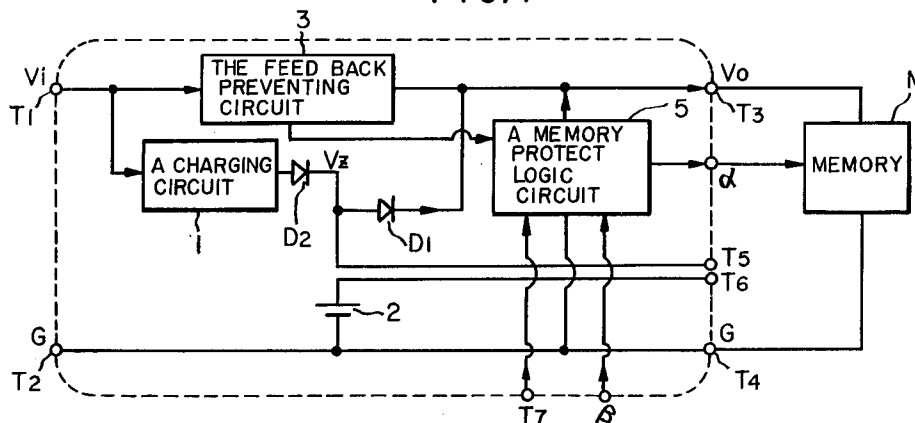 3
Vi
T1
THE FEED BACK
PREVENTING
CIRCUIT
5
Vo
T3
A CHARGING
CIRCUIT
1
D2
Vz
D1
A MEMORY
PROTECT
LOGIC
CIRCUIT
α
MEMORY
T5
T6
2
G
T2
G
T4
T7
β